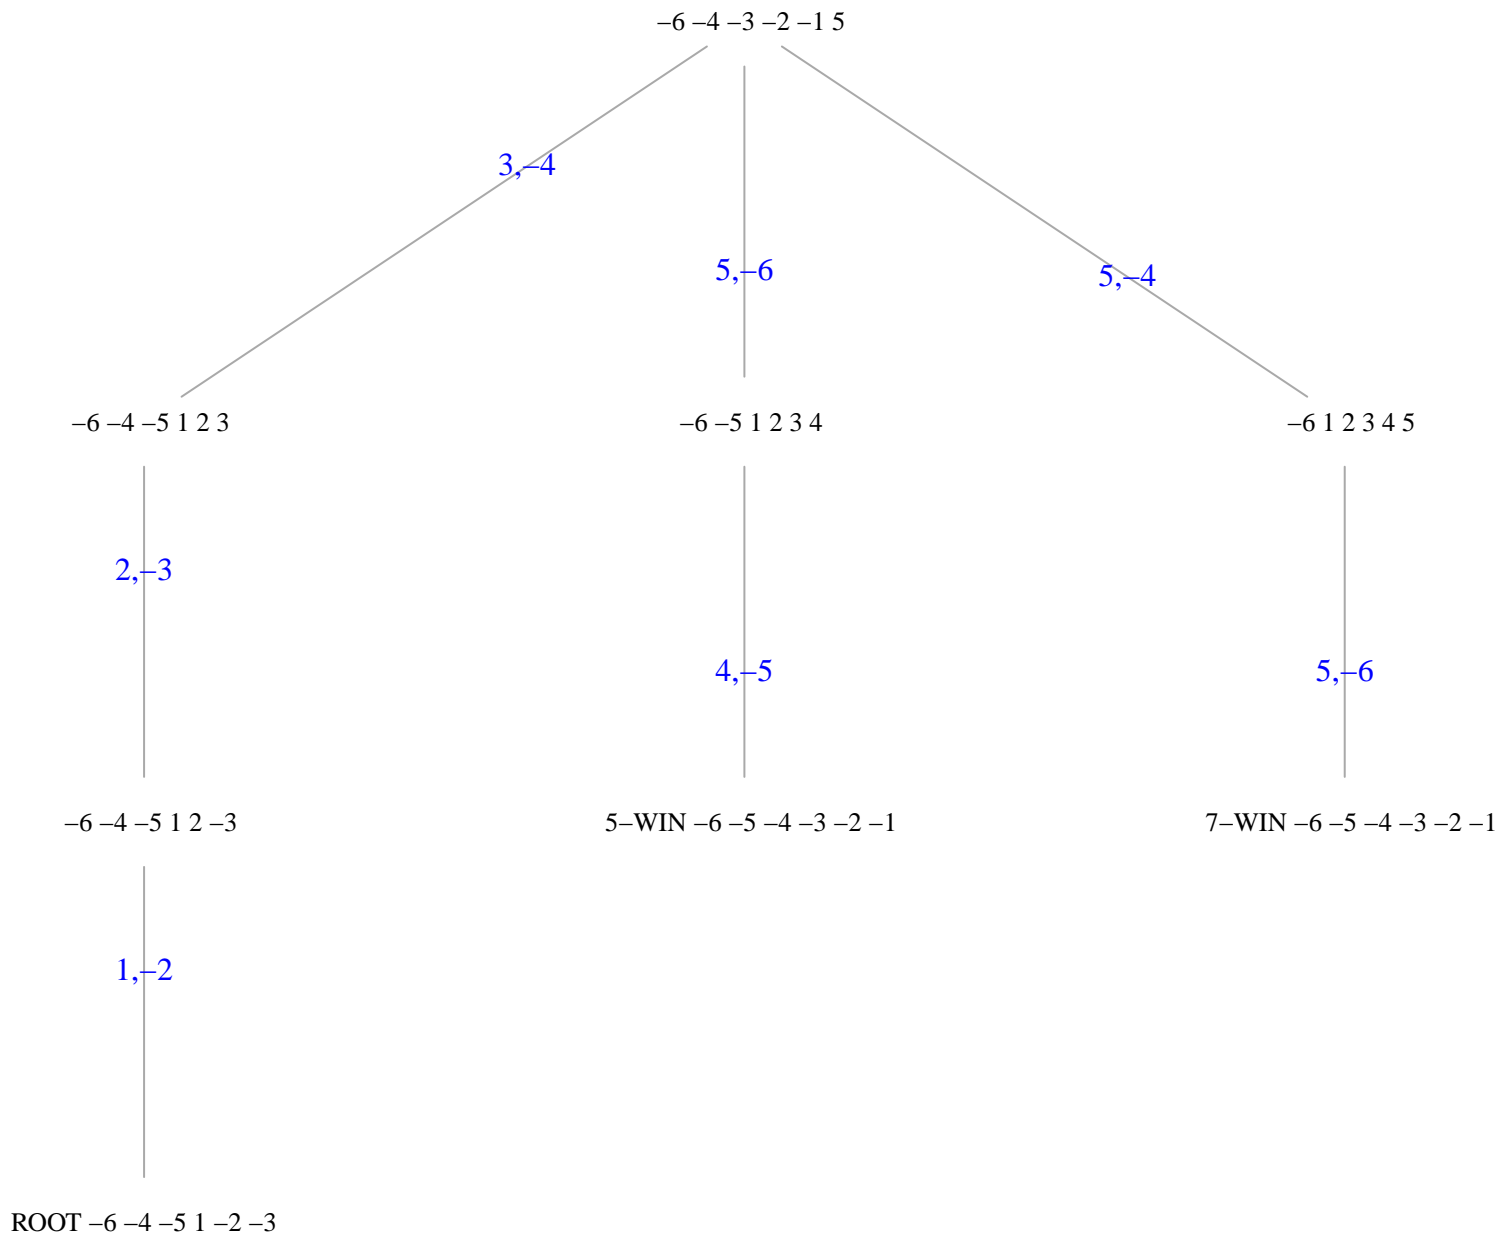 –6 –4 –3 –2 –1 5
3,–4
5,–6
5,–4
–6 –4 –5 1 2 3
–6 –5 1 2 3 4
–6 1 2 3 4 5
2,–3
4,–5
5,–6
–6 –4 –5 1 2 –3
5–WIN –6 –5 –4 –3 –2 –1
7–WIN –6 –5 –4 –3 –2 –1
1,–2
ROOT –6 –4 –5 1 –2 –3